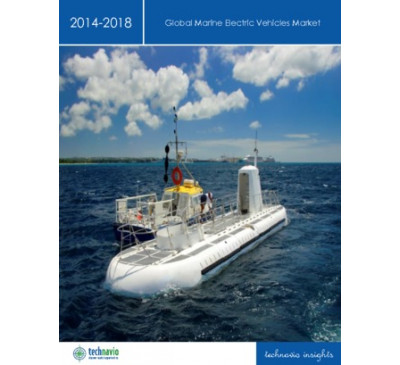 2014-2018
Global Marine Electric Vehicles Market
technavio
technavio insights